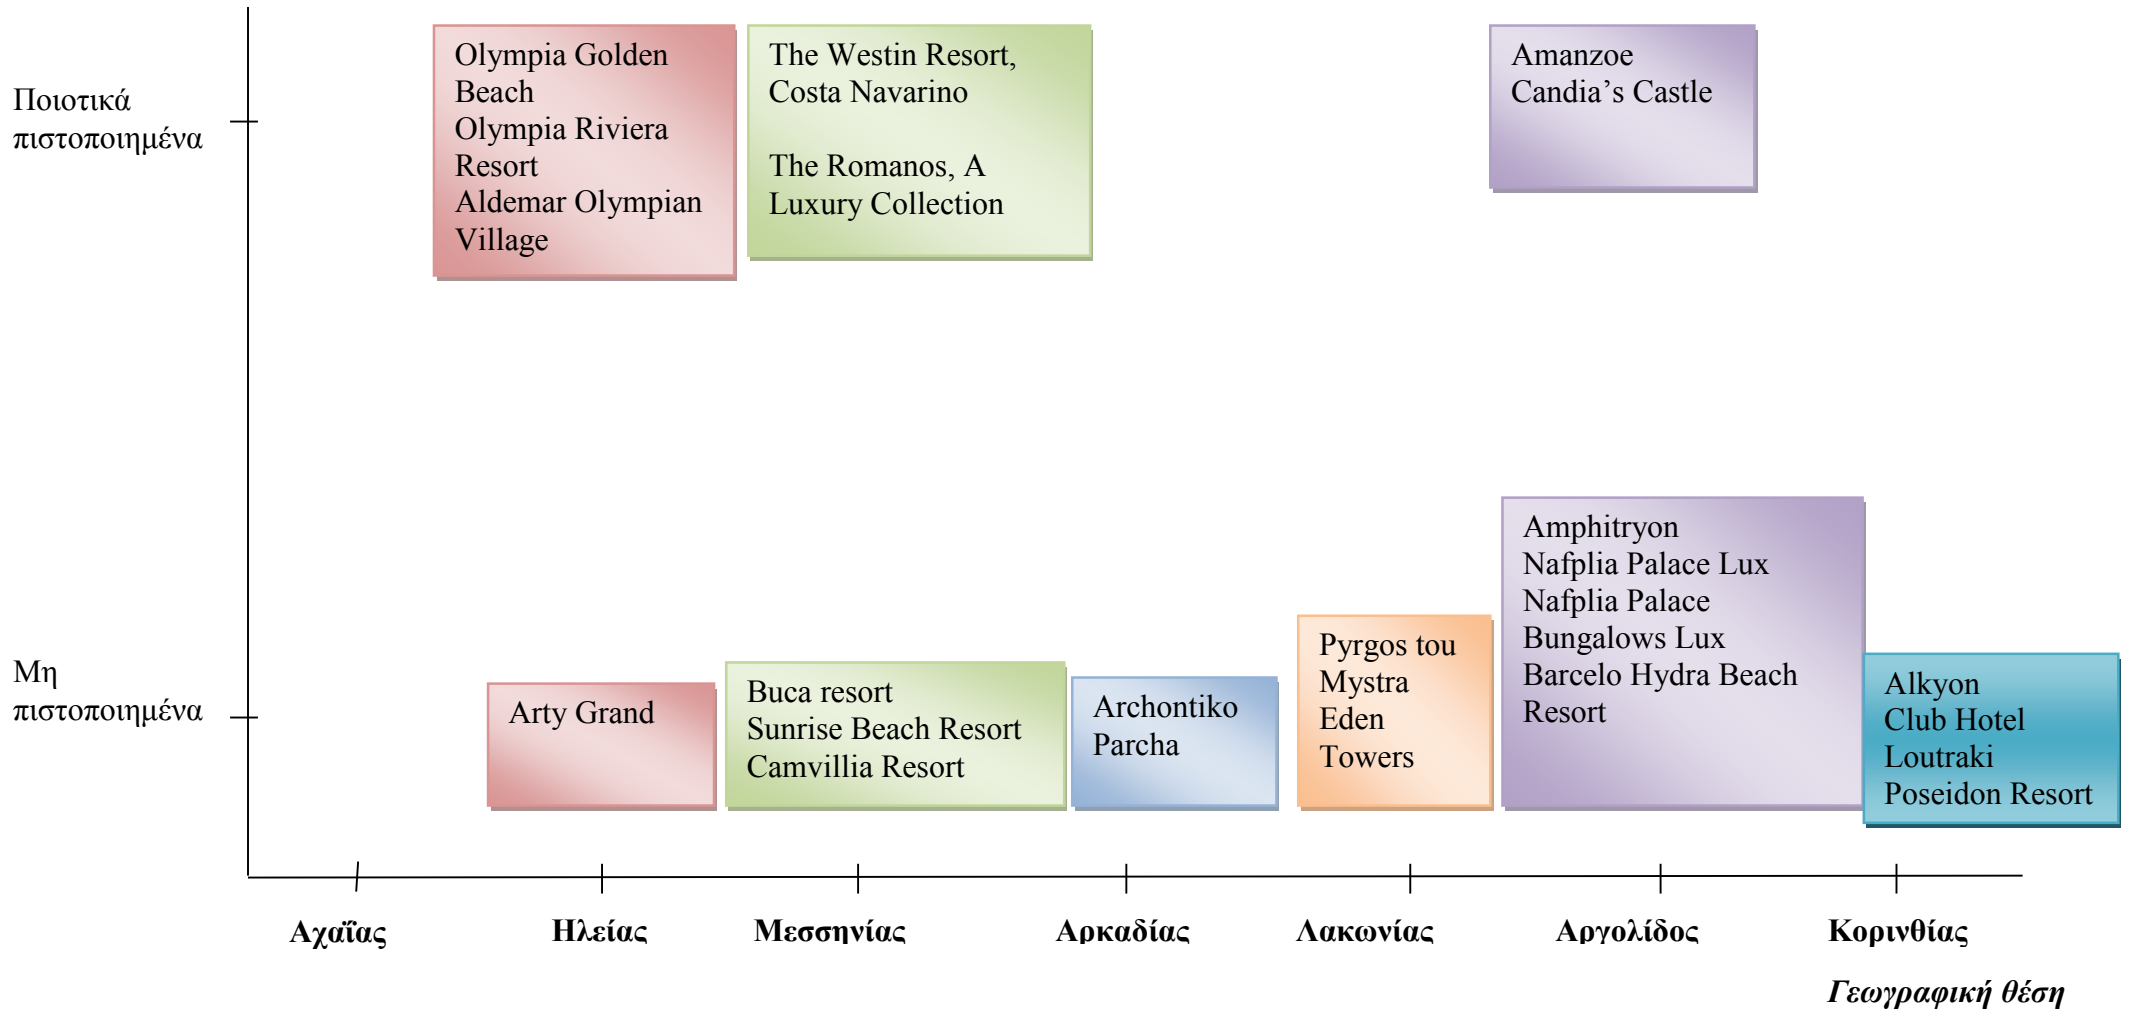 Ποιοτικά
πιστοποιημένα
Olympia Golden
Beach
Olympia Riviera
Resort
Aldemar Olympian
Village
The Westin Resort,
Costa Navarino
The Romanos, A
Luxury Collection
Amanzoe
Candia’s Castle
Μη
πιστοποιημένα
Arty Grand
Buca resort
Sunrise Beach Resort
Camvillia Resort
Archontiko
Parcha
Pyrgos tou
Mystra
Eden
Towers
Amphitryon
Nafplia Palace Lux
Nafplia Palace
Bungalows Lux
Barcelo Hydra Beach
Resort
Alkyon
Club Hotel
Loutraki
Poseidon Resort
Αχαΐας
Ηλείας
Μεσσηνίας
Αρκαδίας
Λακωνίας
Αργολίδος
Κορινθίας
Γεωγραφική θέση